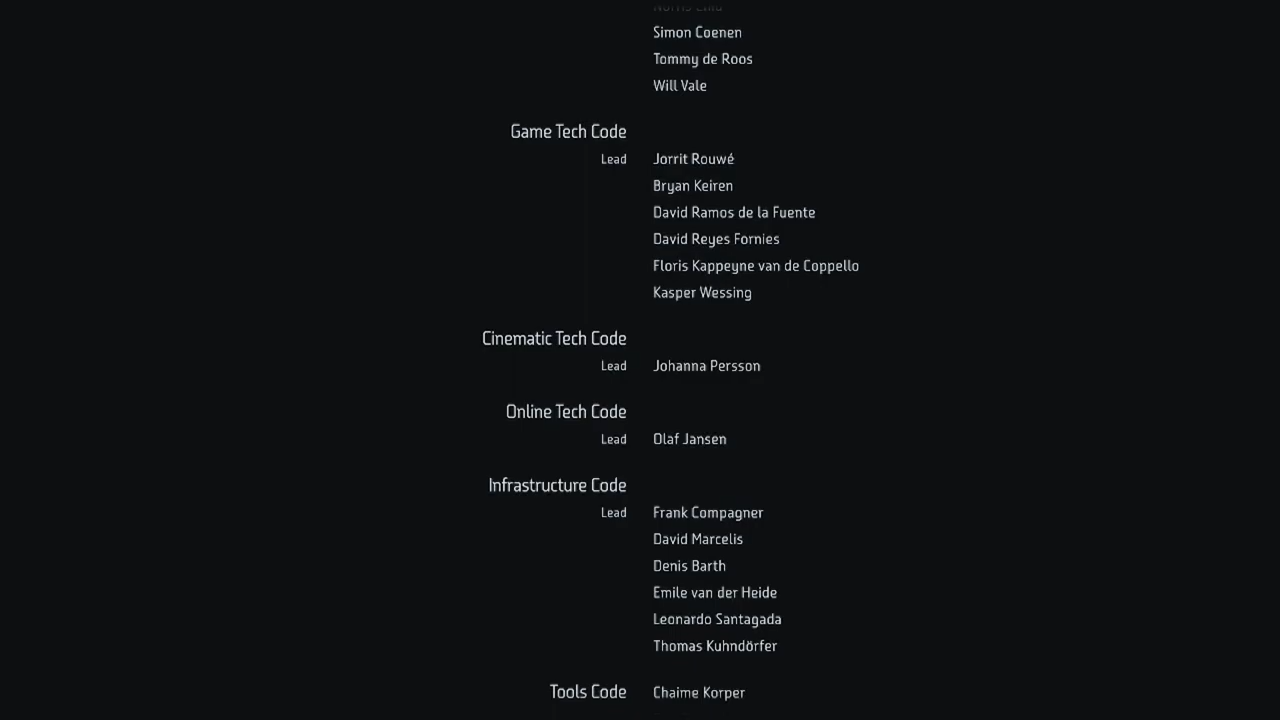 Simon Coenen
Tommy de Roos
Will Vale
Game Tech Code
Lead Jorrit Rouwé
Bryan Keiren
David Ramos de la Fuente
David Reyes Fornies
Floris Kappeyne van de Coppello
Kasper Wessing
Cinematic Tech Code
Lead Johanna Persson
Online Tech Code
Lead Olaf Jansen
Infrastructure Code
Lead Frank Compagner
David Marcelis
Denis Barth
Emile van der Heide
Leonardo Santagada
Thomas Kuhndörfer
Tools Code Chaime Korper